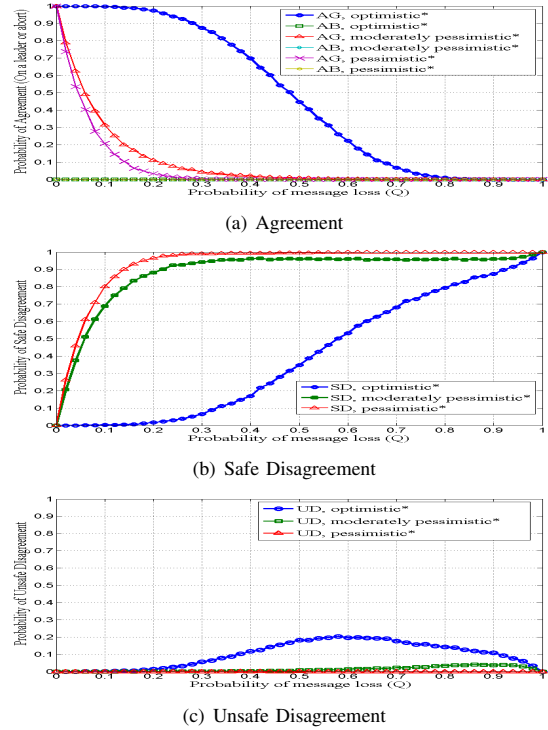 Probability of Agreement (On a leader or abort)
1
0.9
0.8
0.7
0.6
0.5
0.4
0.3
0.2
0.1
0
AG, optimistic*
AB, optimistic*
AG, moderately pessimistic*
AB, moderately pessimistic*
AG, pessimistic*
AB, pessimistic*
0 0.1 0.2 0.3 0.4 0.5 0.6 0.7 0.8 0.9 1
Probability of message loss (Q)
(a) Agreement
Probability of Safe Disagreement
1
0.9
0.8
0.7
0.6
0.5
0.4
0.3
0.2
0.1
0
SD, optimistic*
SD, moderately pessimistic*
SD, pessimistic*
0 0.1 0.2 0.3 0.4 0.5 0.6 0.7 0.8 0.9 1
Probability of message loss (Q)
(b) Safe Disagreement
Probability of Unsafe Disagreement
1
0.9
0.8
0.7
0.6
0.5
0.4
0.3
0.2
0.1
0
UD, optimistic*
UD, moderately pessimistic*
UD, pessimistic*
0 0.1 0.2 0.3 0.4 0.5 0.6 0.7 0.8 0.9 1
Probability of message loss (Q)
(c) Unsafe Disagreement